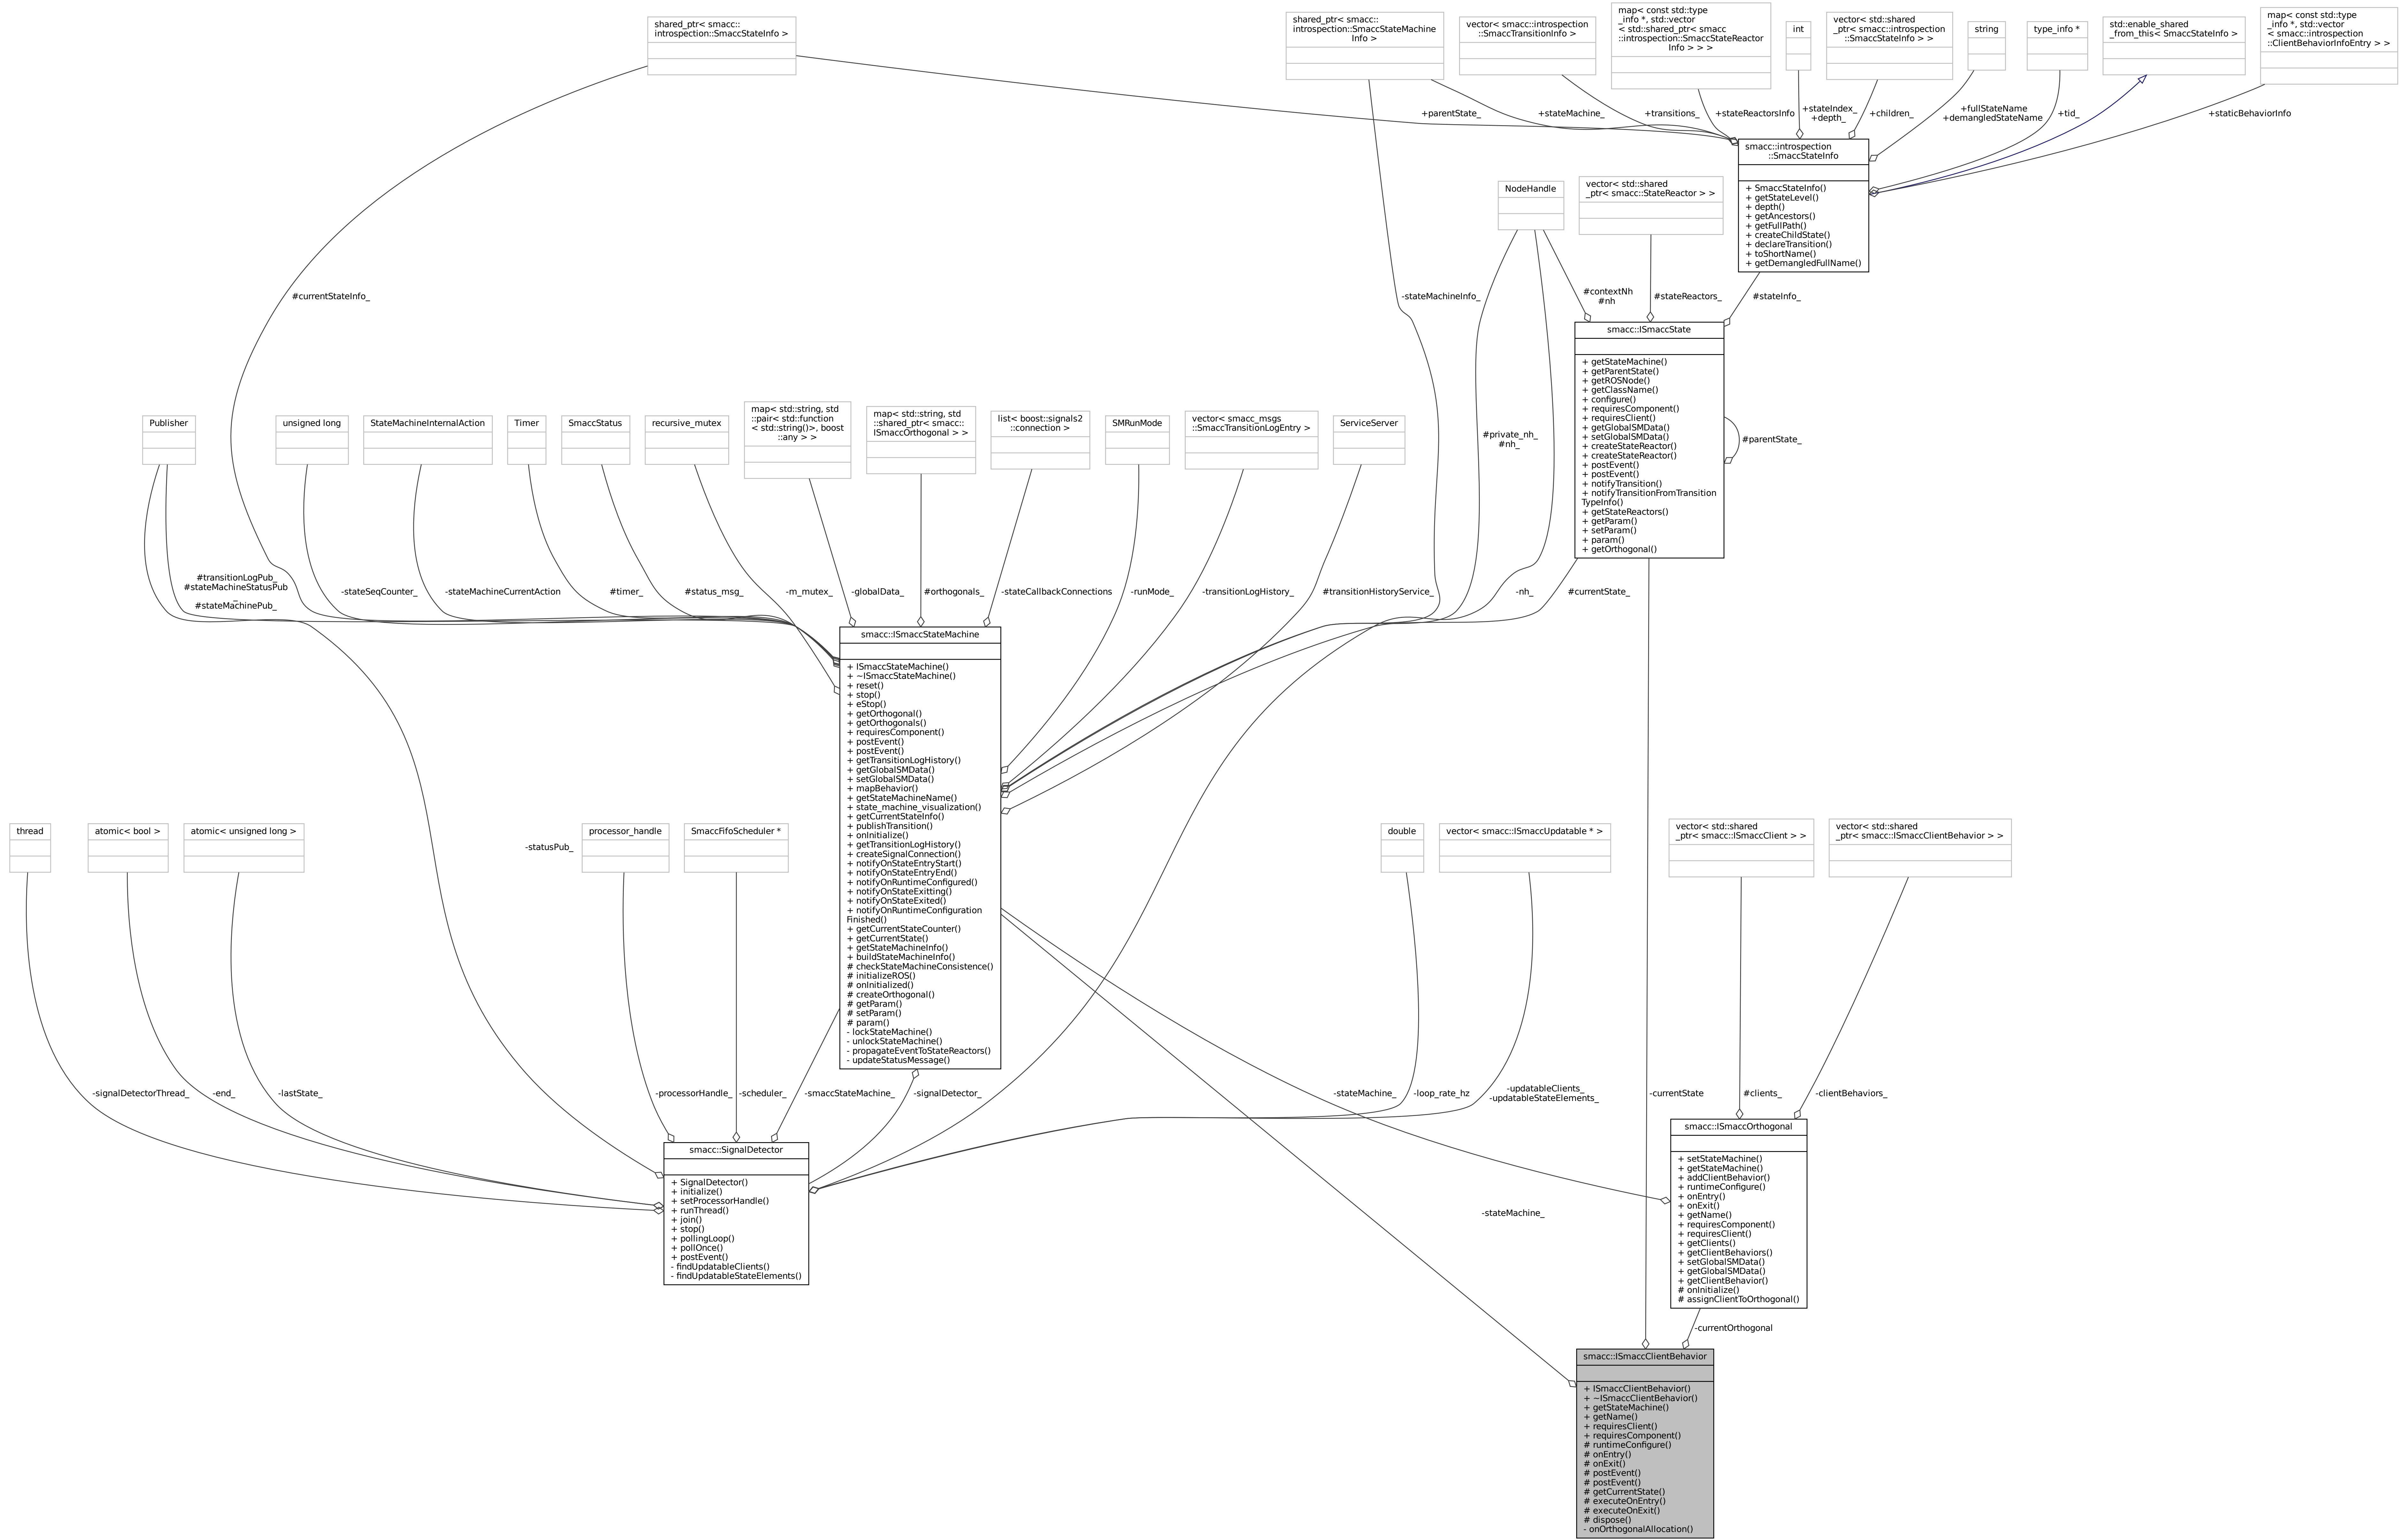 shared_ptr< smacc::
introspection::SmaccStateInfo >
shared_ptr< smacc::
introspection::SmaccStateMachine
Info >
vector< smacc::introspection
::SmaccTransitionInfo >
map< const std::type
_info *, std::vector
< std::shared_ptr< smacc
::introspection::SmaccStateReactor
Info > > >
int
vector< std::shared
_ptr< smacc::introspection
::SmaccStateInfo > >
string
type_info *
std::enable_shared
_from_this< SmaccStateInfo >
map< const std::type
_info *, std::vector
< smacc::introspection
::ClientBehaviorInfoEntry > >
+parentState_
+stateMachine_
+transitions_
+stateReactorsInfo
+stateIndex_
+depth_
+children_
+fullStateName
+demangledStateName
+tid_
+staticBehaviorInfo
smacc::introspection
::SmaccStateInfo
+ SmaccStateInfo()
+ getStateLevel()
+ depth()
+ getAncestors()
+ getFullPath()
+ createChildState()
+ declareTransition()
+ toShortName()
+ getDemangledFullName()
NodeHandle
vector< std::shared
_ptr< smacc::StateReactor > >
#currentStateInfo_
-stateMachineInfo_
#contextNh
#nh
#stateReactors_
#stateInfo_
smacc::ISmaccState
+ getStateMachine()
+ getParentState()
+ getROSNode()
+ getClassName()
+ configure()
+ requiresComponent()
+ requiresClient()
+ getGlobalSMData()
+ setGlobalSMData()
+ createStateReactor()
+ createStateReactor()
+ postEvent()
+ postEvent()
+ notifyTransition()
+ notifyTransitionFromTransition
TypeInfo()
+ getStateReactors()
+ getParam()
+ setParam()
+ param()
+ getOrthogonal()
#parentState_
Publisher
unsigned long
StateMachineInternalAction
Timer
SmaccStatus
recursive_mutex
map< std::string, std
::pair< std::function
< std::string()>, boost
::any > >
map< std::string, std
::shared_ptr< smacc::
ISmaccOrthogonal > >
list< boost::signals2
::connection >
SMRunMode
vector< smacc_msgs
::SmaccTransitionLogEntry >
ServiceServer
#private_nh_
#nh_
#transitionLogPub_
#stateMachineStatusPub
_
#stateMachinePub_
-stateSeqCounter_
-stateMachineCurrentAction
#timer_
#status_msg_
-m_mutex_
-globalData_
#orthogonals_
-stateCallbackConnections
-runMode_
-transitionLogHistory_
#transitionHistoryService_
-nh_
#currentState_
smacc::ISmaccStateMachine
+ ISmaccStateMachine()
+ ~ISmaccStateMachine()
+ reset()
+ stop()
+ eStop()
+ getOrthogonal()
+ getOrthogonals()
+ requiresComponent()
+ postEvent()
+ postEvent()
+ getTransitionLogHistory()
+ getGlobalSMData()
+ setGlobalSMData()
+ mapBehavior()
+ getStateMachineName()
+ state_machine_visualization()
+ getCurrentStateInfo()
+ publishTransition()
+ onInitialize()
+ getTransitionLogHistory()
+ createSignalConnection()
+ notifyOnStateEntryStart()
+ notifyOnStateEntryEnd()
+ notifyOnRuntimeConfigured()
+ notifyOnStateExitting()
+ notifyOnStateExited()
+ notifyOnRuntimeConfiguration
Finished()
+ getCurrentStateCounter()
+ getCurrentState()
+ getStateMachineInfo()
+ buildStateMachineInfo()
# checkStateMachineConsistence()
# initializeROS()
# onInitialized()
# createOrthogonal()
# getParam()
# setParam()
# param()
- lockStateMachine()
- unlockStateMachine()
- propagateEventToStateReactors()
- updateStatusMessage()
thread
atomic< bool >
atomic< unsigned long >
-statusPub_
processor_handle
SmaccFifoScheduler *
double
vector< smacc::ISmaccUpdatable * >
vector< std::shared
_ptr< smacc::ISmaccClient > >
vector< std::shared
_ptr< smacc::ISmaccClientBehavior > >
-signalDetectorThread_
-end_
-lastState_
-processorHandle_
-scheduler_
-smaccStateMachine_
-signalDetector_
-stateMachine_
-loop_rate_hz
-updatableClients_
-updatableStateElements_
-currentState
#clients_
-clientBehaviors_
smacc::SignalDetector
+ SignalDetector()
+ initialize()
+ setProcessorHandle()
+ runThread()
+ join()
+ stop()
+ pollingLoop()
+ pollOnce()
+ postEvent()
- findUpdatableClients()
- findUpdatableStateElements()
smacc::ISmaccOrthogonal
+ setStateMachine()
+ getStateMachine()
+ addClientBehavior()
+ runtimeConfigure()
+ onEntry()
+ onExit()
+ getName()
+ requiresComponent()
+ requiresClient()
+ getClients()
+ getClientBehaviors()
+ setGlobalSMData()
+ getGlobalSMData()
+ getClientBehavior()
# onInitialize()
# assignClientToOrthogonal()
-stateMachine_
-currentOrthogonal
smacc::ISmaccClientBehavior
+ ISmaccClientBehavior()
+ ~ISmaccClientBehavior()
+ getStateMachine()
+ getName()
+ requiresClient()
+ requiresComponent()
# runtimeConfigure()
# onEntry()
# onExit()
# postEvent()
# postEvent()
# getCurrentState()
# executeOnEntry()
# executeOnExit()
# dispose()
- onOrthogonalAllocation()